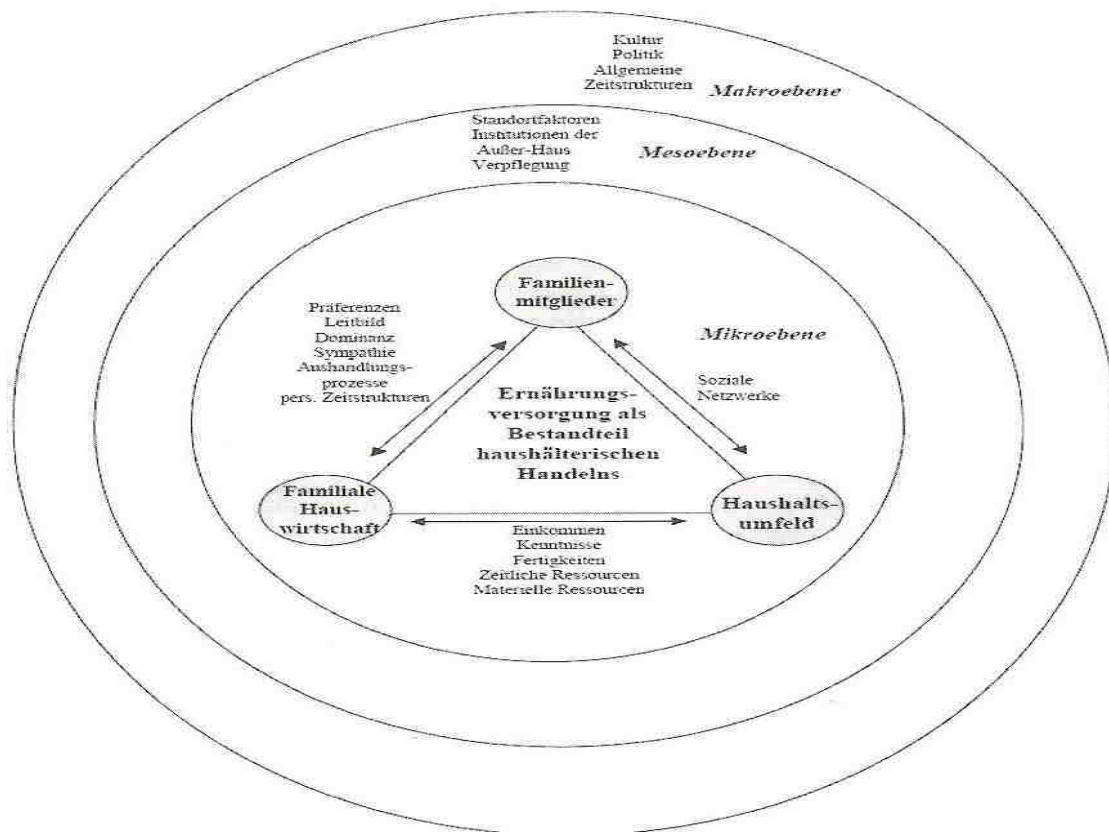 Kultur
Politik
Allgemeine
Zeitstrukturen
Makroebene
Standortfaktoren
Institutionen der
Außer-Haus
Verpflegung
Mesoebene
Familien-
mitglieder
Präferenzen
Leitbild
Dominanz
Sympathie
Aushandlungs-
prozesse
pers. Zeitstrukturen
Mikroebene
Soziale
Netzwerke
Ernährungs-
versorgung als
Bestandteil
haushälterischen
Handelns
Familiale
Haus-
wirtschaft
Haushalts-
umfeld
Einkommen
Kenntnisse
Fertigkeiten
Zeitliche Ressourcen
Materielle Ressourcen